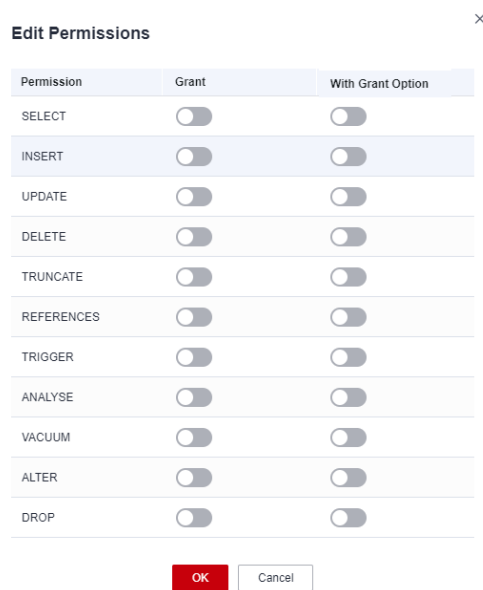 Edit Permissions
Permission Grant With Grant Option
SELECT
INSERT
UPDATE
DELETE
TRUNCATE
REFERENCES
TRIGGER
ANALYSE
VACUUM
ALTER
DROP
OK Cancel